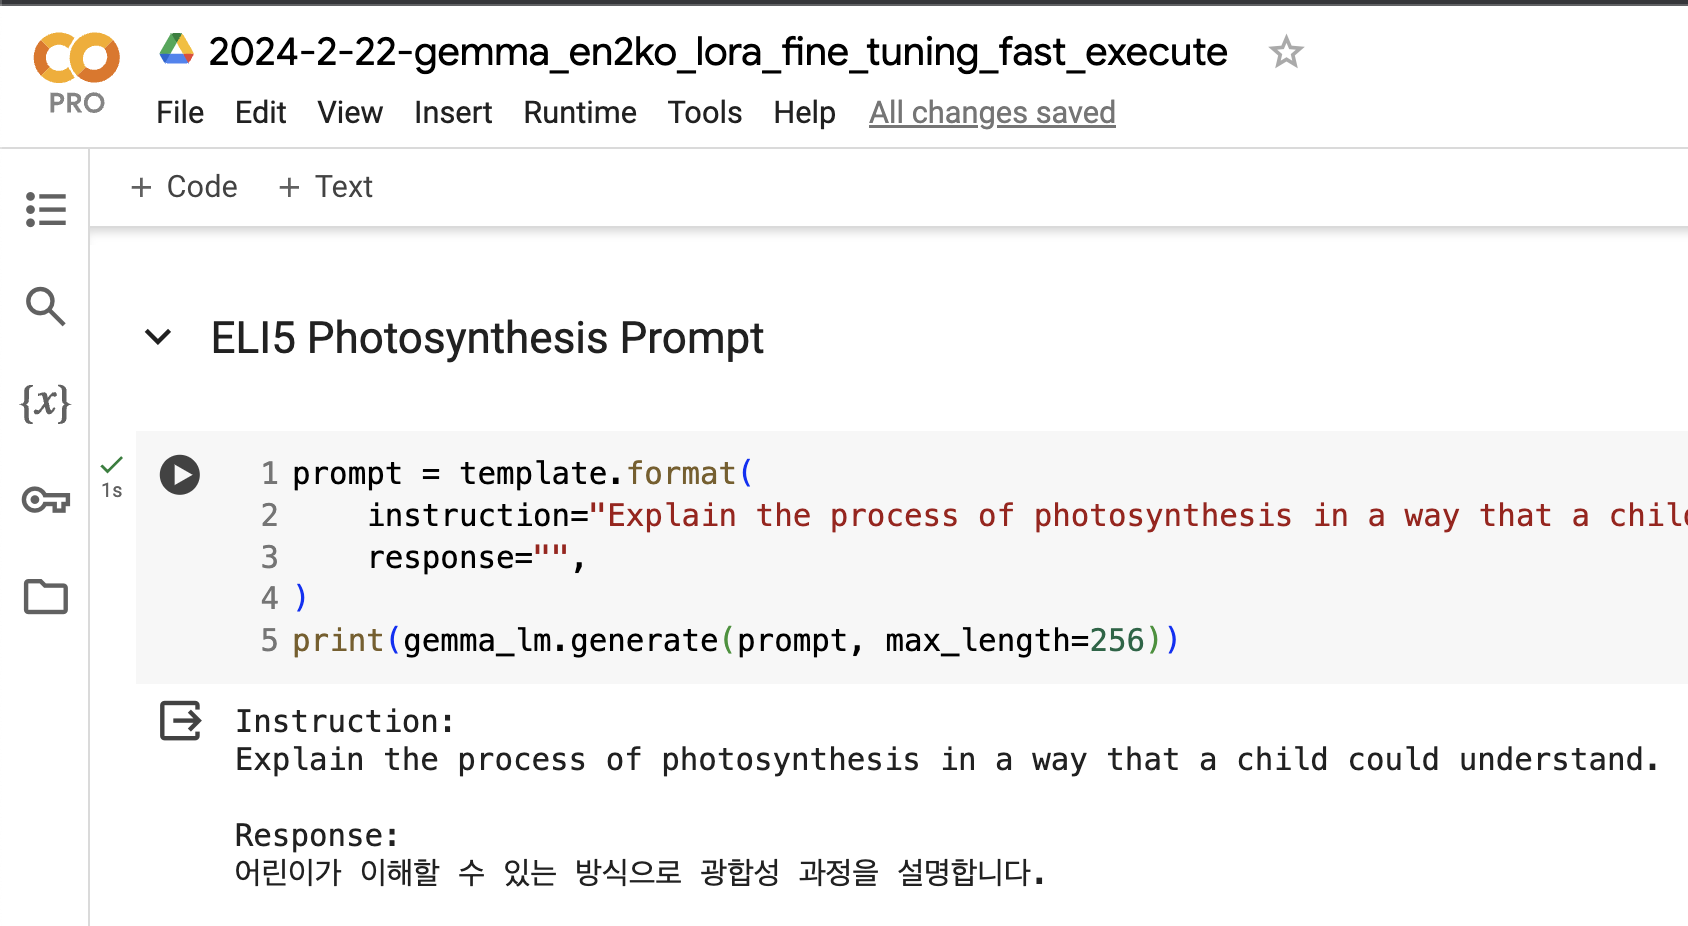 2024-2-22-gemma_en2ko_lora_fine_tuning_fast_execute
PRO
File Edit View Insert Runtime Tools Help All changes saved
+ Code + Text
ELI5 Photosynthesis Prompt
{x}
1s
1 prompt = template.format(
2     instruction="Explain the process of photosynthesis in a way that a child
3     response="",
4 )
5 print(gemma_lm.generate(prompt, max_length=256))
Instruction:
Explain the process of photosynthesis in a way that a child could understand.
Response:
어린이가 이해할 수 있는 방식으로 광합성 과정을 설명합니다.